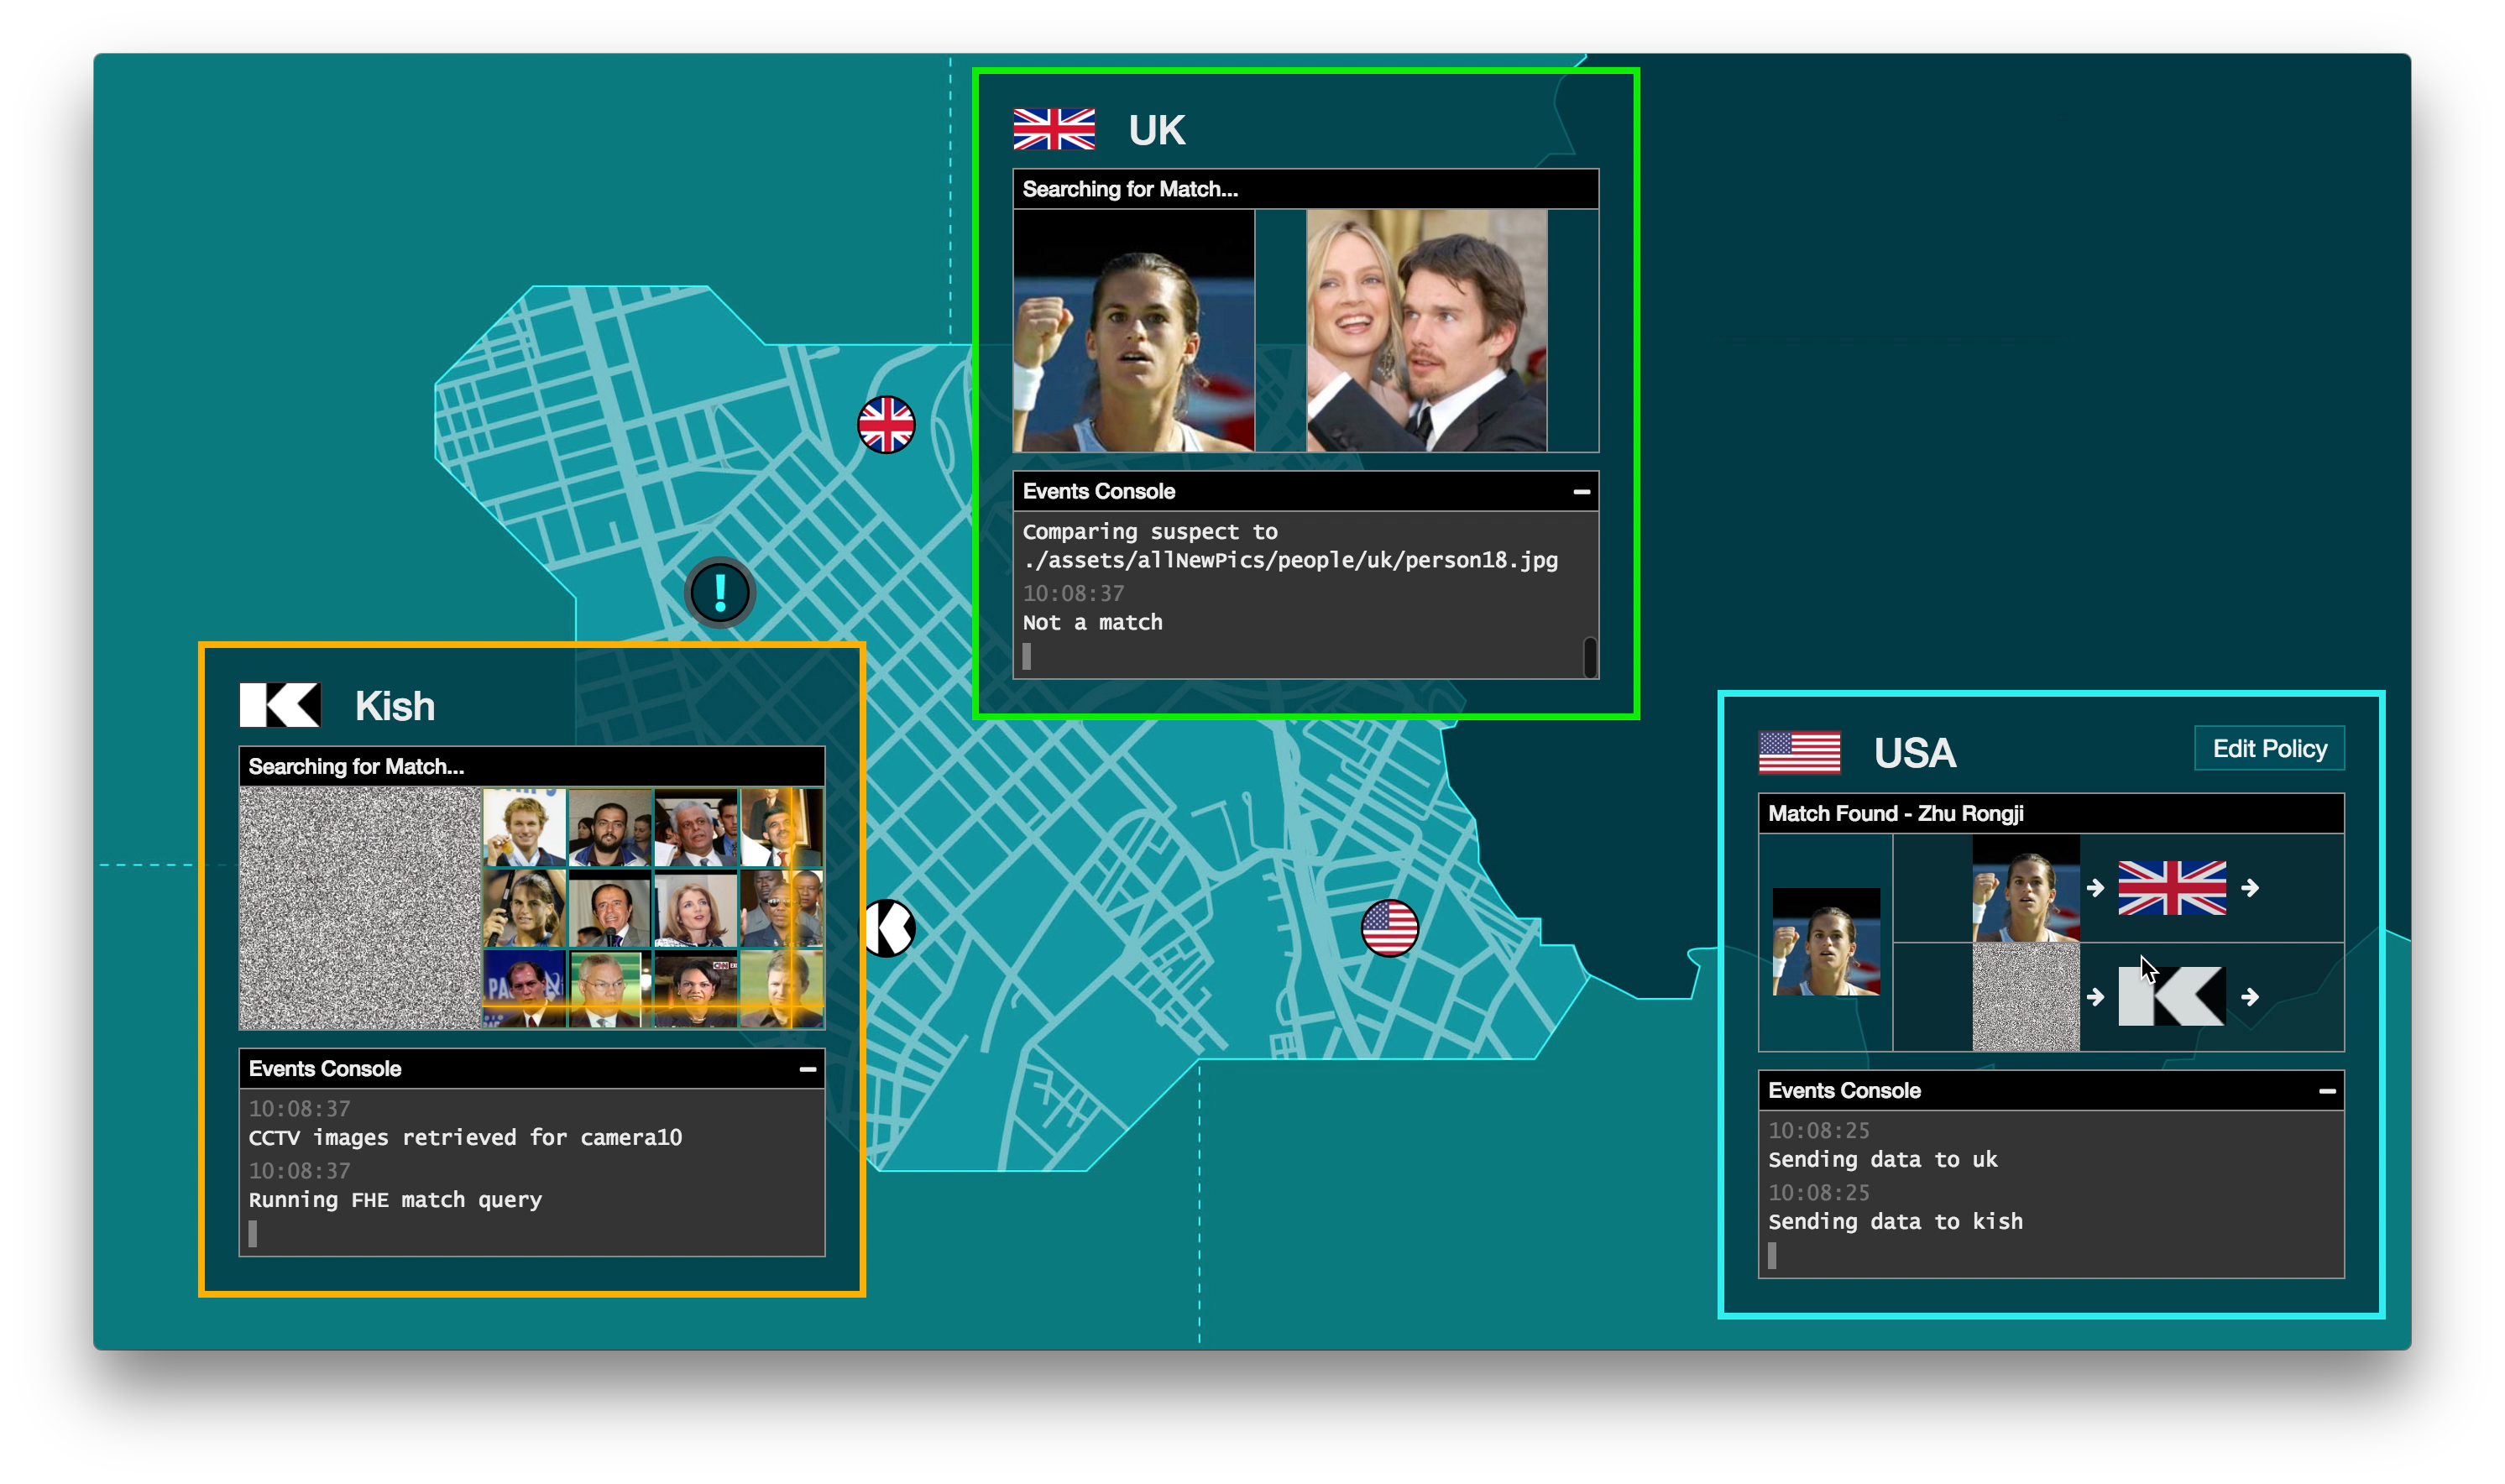 UK
Searching for Match...
Events Console
Comparing suspect to
./assets/allNewPics/people/uk/person18.jpg
10:08:37
Not a match
!
Kish
Searching for Match...
PA
CNN
Events Console
10:08:37
CCTV images retrieved for camera10
10:08:37
Running FHE match query
USA
Edit Policy
Match Found - Zhu Rongji
Events Console
10:08:25
Sending data to uk
10:08:25
Sending data to kish